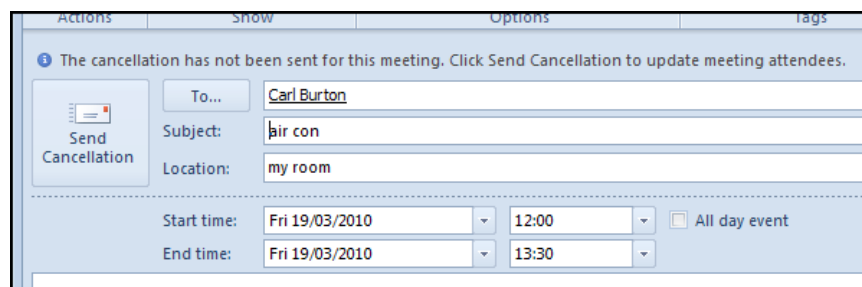 Actions Show Options Tags
The cancellation has not been sent for this meeting. Click Send Cancellation to update meeting attendees.
To... Carl Burton
Send Cancellation
Subject: air con
Location: my room
Start time: Fri 19/03/2010 12:00 All day event
End time: Fri 19/03/2010 13:30